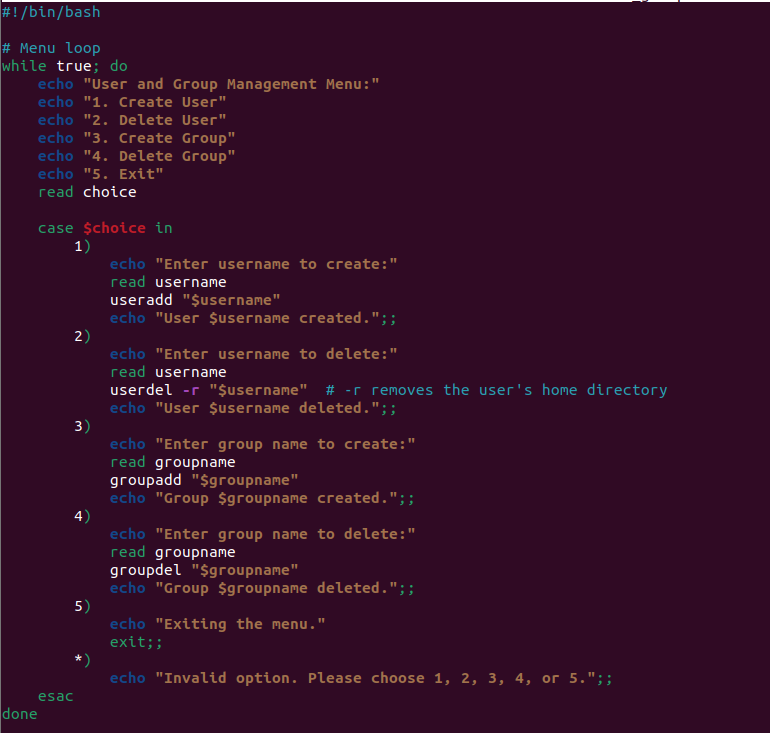 #!/bin/bash

# Menu loop
while true; do
    echo "User and Group Management Menu:"
    echo "1. Create User"
    echo "2. Delete User"
    echo "3. Create Group"
    echo "4. Delete Group"
    echo "5. Exit"
    read choice

    case $choice in
        1)
            echo "Enter username to create:"
            read username
            useradd "$username"
            echo "User $username created.";;
        2)
            echo "Enter username to delete:"
            read username
            userdel -r "$username"  # -r removes the user's home directory
            echo "User $username deleted.";;
        3)
            echo "Enter group name to create:"
            read groupname
            groupadd "$groupname"
            echo "Group $groupname created.";;
        4)
            echo "Enter group name to delete:"
            read groupname
            groupdel "$groupname"
            echo "Group $groupname deleted.";;
        5)
            echo "Exiting the menu."
            exit;;
        *)
            echo "Invalid option. Please choose 1, 2, 3, 4, or 5.";;
    esac
done